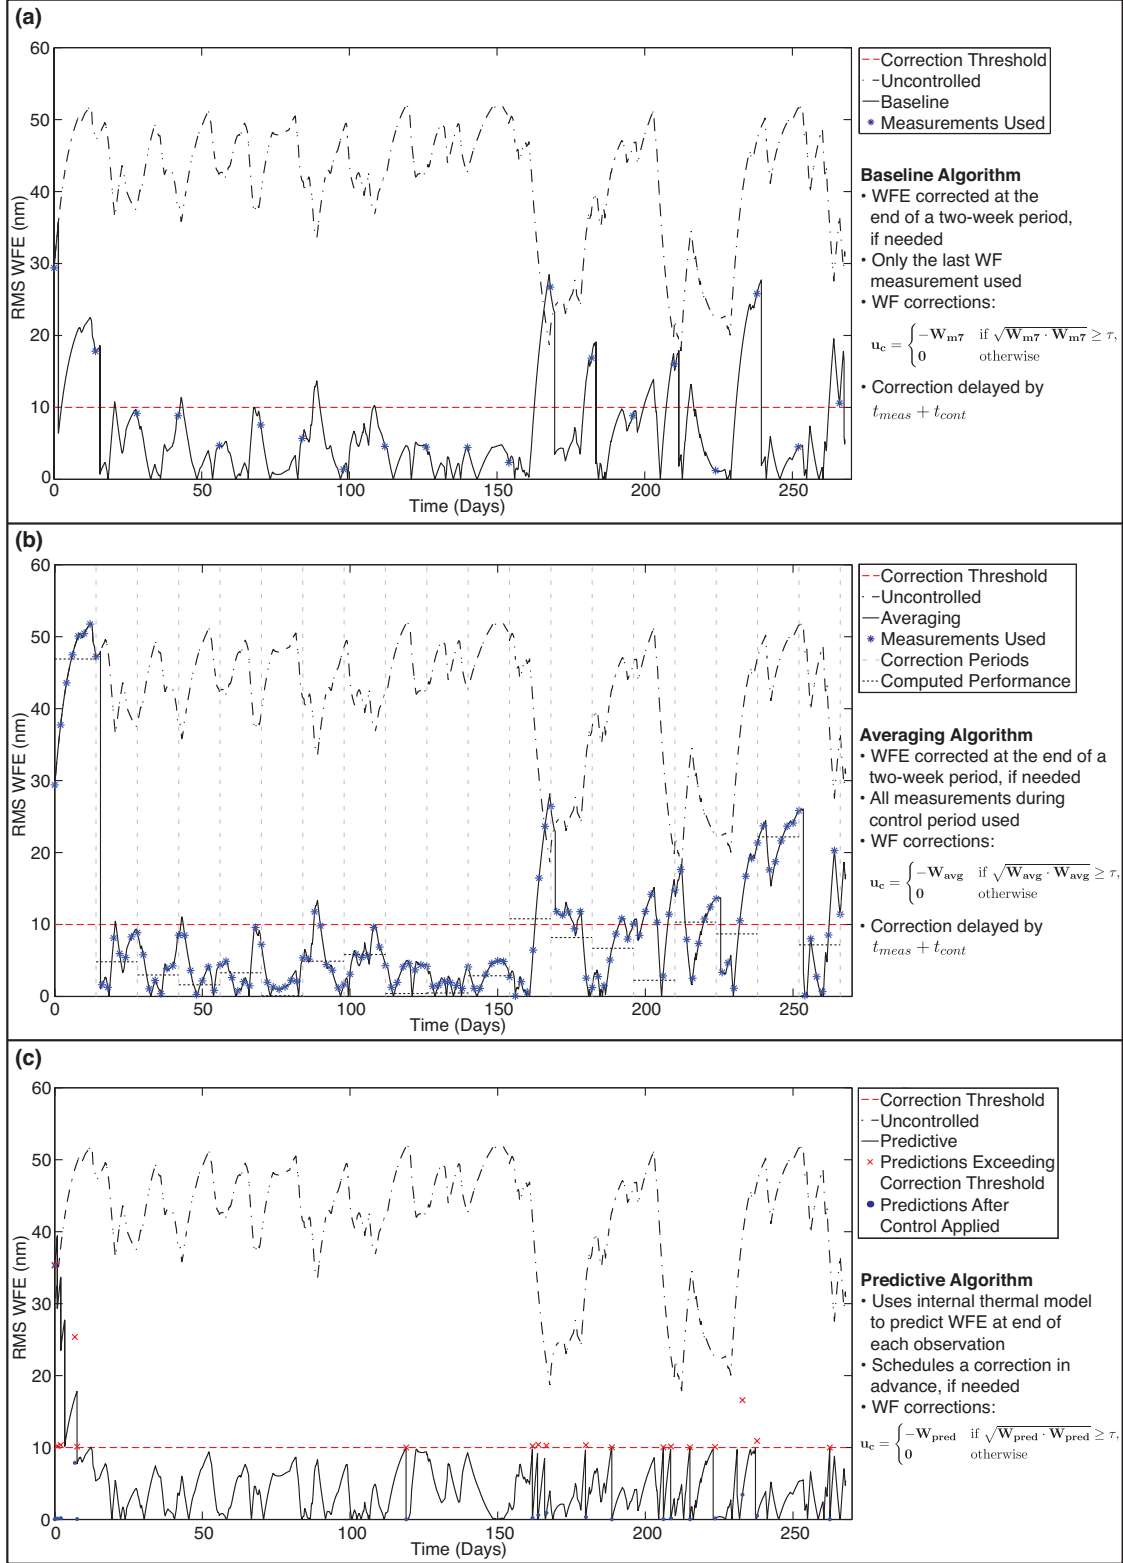 (a)
60
50
40
30
20
10
0
RMS WFE (nm)
0 50 100 150 200 250
Time (Days)
Correction Threshold
Uncontrolled
Baseline
Measurements Used
Baseline Algorithm
• WFE corrected at the
end of a two-week period,
if needed
• Only the last WF
measurement used
• WF corrections:
u_c = { −W_m7 if √(W_m7 · W_m7) ≥ τ,
0 otherwise
• Correction delayed by
t_meas + t_cont
(b)
60
50
40
30
20
10
0
RMS WFE (nm)
0 50 100 150 200 250
Time (Days)
Correction Threshold
Uncontrolled
Averaging
Measurements Used
Correction Periods
Computed Performance
Averaging Algorithm
• WFE corrected at the end of a
two-week period, if needed
• All measurements during
control period used
• WF corrections:
u_c = { −W_avg if √(W_avg · W_avg) ≥ τ,
0 otherwise
• Correction delayed by
t_meas + t_cont
(c)
60
50
40
30
20
10
0
RMS WFE (nm)
0 50 100 150 200 250
Time (Days)
Correction Threshold
Uncontrolled
Predictive
Predictions Exceeding
Correction Threshold
Predictions After
Control Applied
Predictive Algorithm
• Uses internal thermal model
to predict WFE at end of
each observation
• Schedules a correction in
advance, if needed
• WF corrections:
u_c = { −W_pred if √(W_pred · W_pred) ≥ τ,
0 otherwise